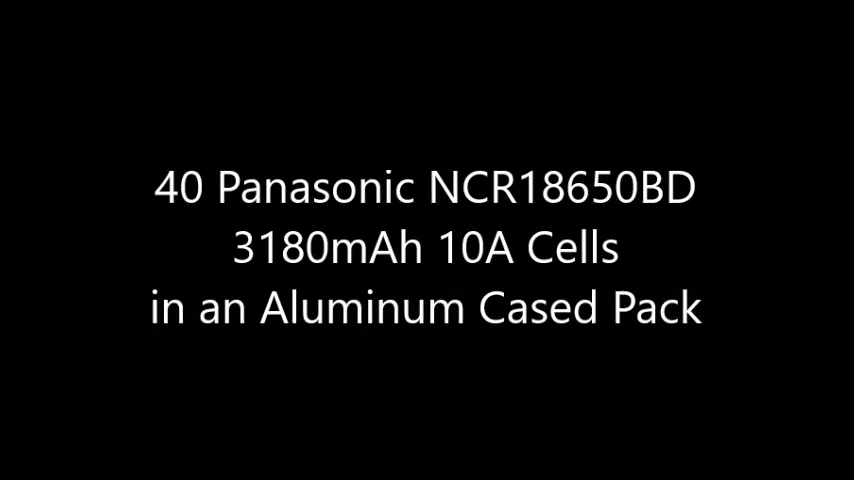 40 Panasonic NCR18650BD
3180mAh 10A Cells
in an Aluminum Cased Pack